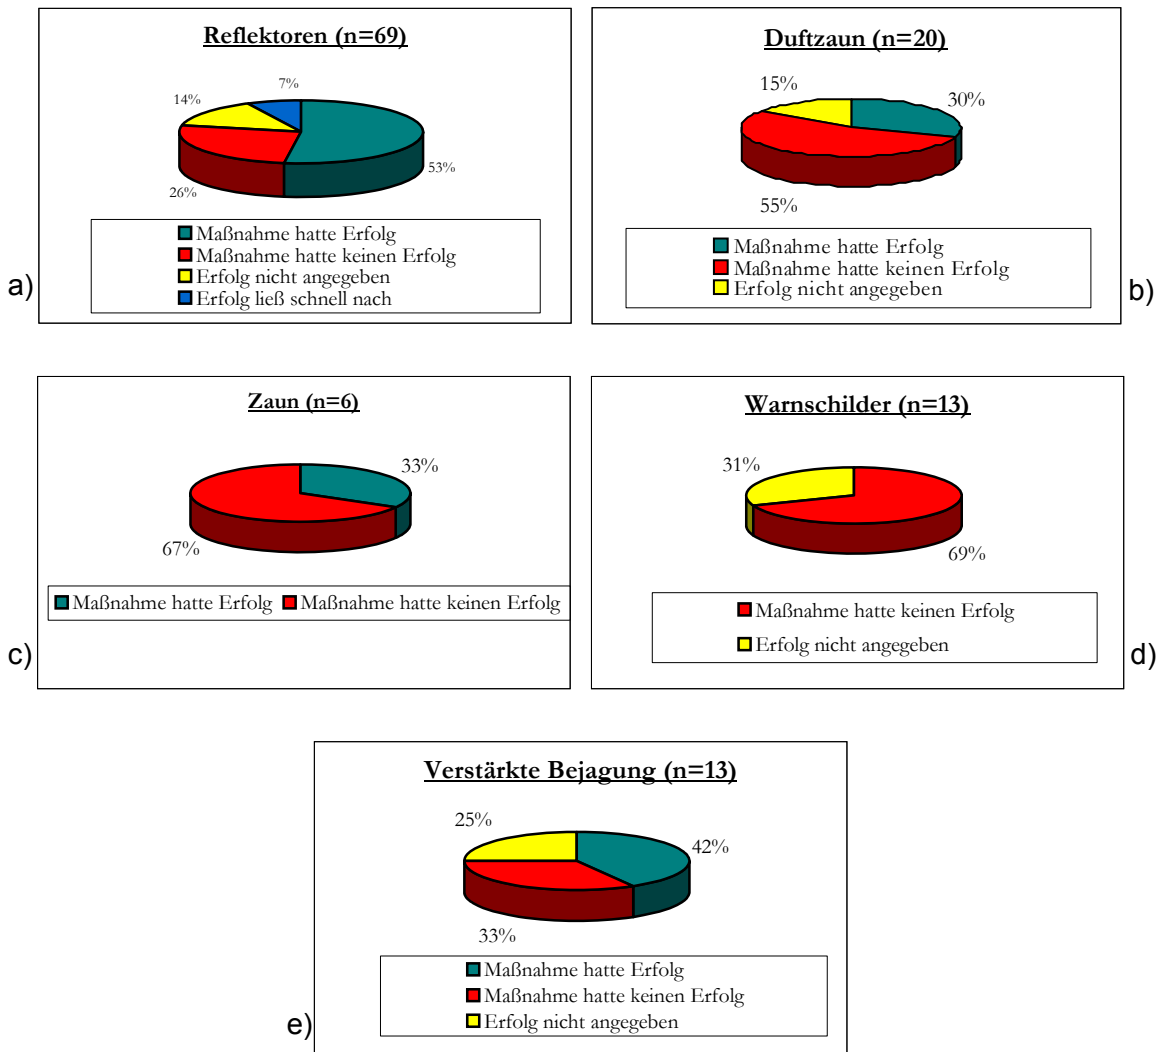 Reflektoren (n=69)
7%
14%
53%
26%
Maßnahme hatte Erfolg
Maßnahme hatte keinen Erfolg
Erfolg nicht angegeben
Erfolg ließ schnell nach
a)
Duftzaun (n=20)
15%
30%
55%
Maßnahme hatte Erfolg
Maßnahme hatte keinen Erfolg
Erfolg nicht angegeben
b)
Zaun (n=6)
33%
67%
Maßnahme hatte Erfolg Maßnahme hatte keinen Erfolg
c)
Warnschilder (n=13)
31%
69%
Maßnahme hatte keinen Erfolg
Erfolg nicht angegeben
d)
Verstärkte Bejagung (n=13)
25%
42%
33%
Maßnahme hatte Erfolg
Maßnahme hatte keinen Erfolg
Erfolg nicht angegeben
e)